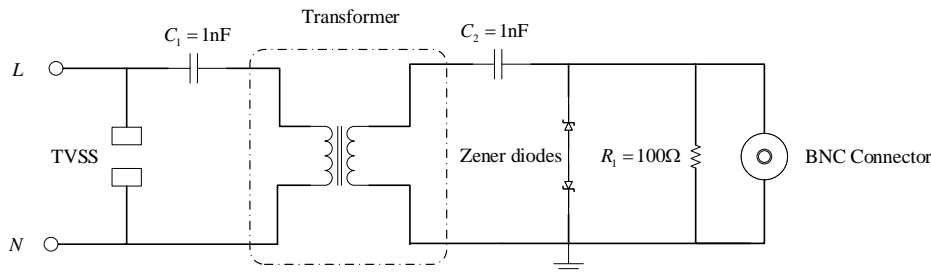 Transformer
C₁ = 1nF
C₂ = 1nF
L
TVSS
Zener diodes
R₁ = 100Ω
BNC Connector
N